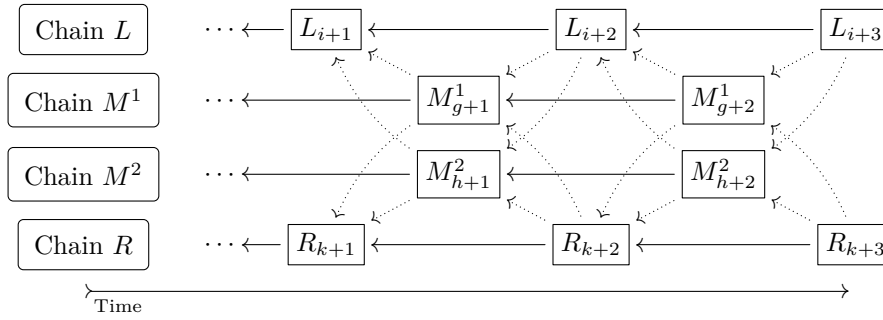 Chain L ⋯ L_{i+1} L_{i+2} L_{i+3}
Chain M^1 ⋯ M^1_{g+1} M^1_{g+2}
Chain M^2 ⋯ M^2_{h+1} M^2_{h+2}
Chain R ⋯ R_{k+1} R_{k+2} R_{k+3}
Time